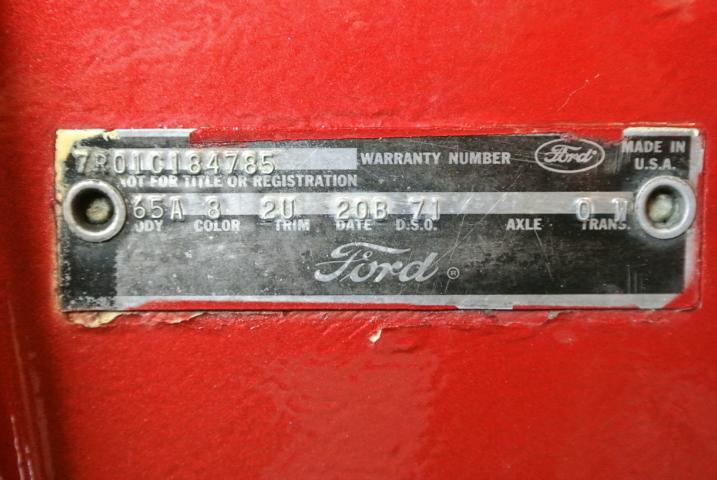 7R01C184785 WARRANTY NUMBER Ford MADE IN U.S.A.
NOT FOR TITLE OR REGISTRATION
65A 8 2U 20B 71 0 W
ODY COLOR TRIM DATE D.S.O. AXLE TRANS.
Ford ®